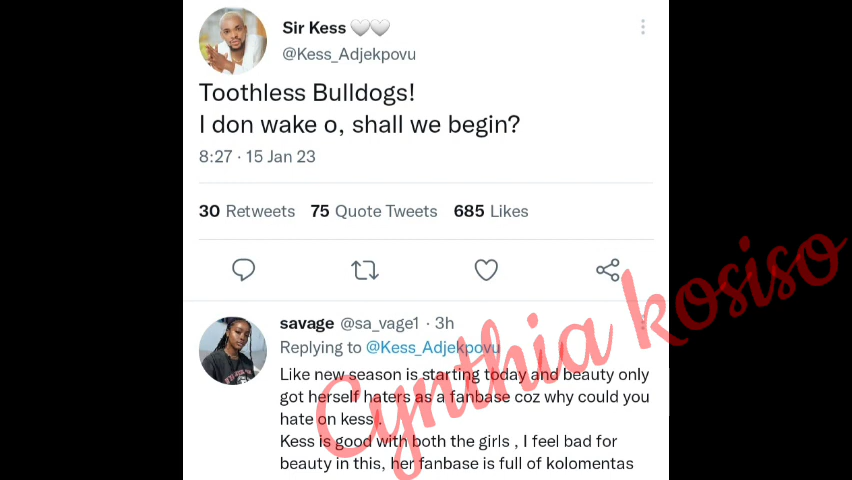 Sir Kess 🤍🤍
@Kess_Adjekpovu
Toothless Bulldogs!
I don wake o, shall we begin?
8:27 · 15 Jan 23
30 Retweets 75 Quote Tweets 685 Likes
savage @sa_vage1 · 3h
Replying to @Kess_Adjekpovu
Like new season is starting today and beauty only
got herself haters as a fanbase coz why could you
hate on kess .
Kess is good with both the girls , I feel bad for
beauty in this, her fanbase is full of kolomentas
Cynthia kosiso